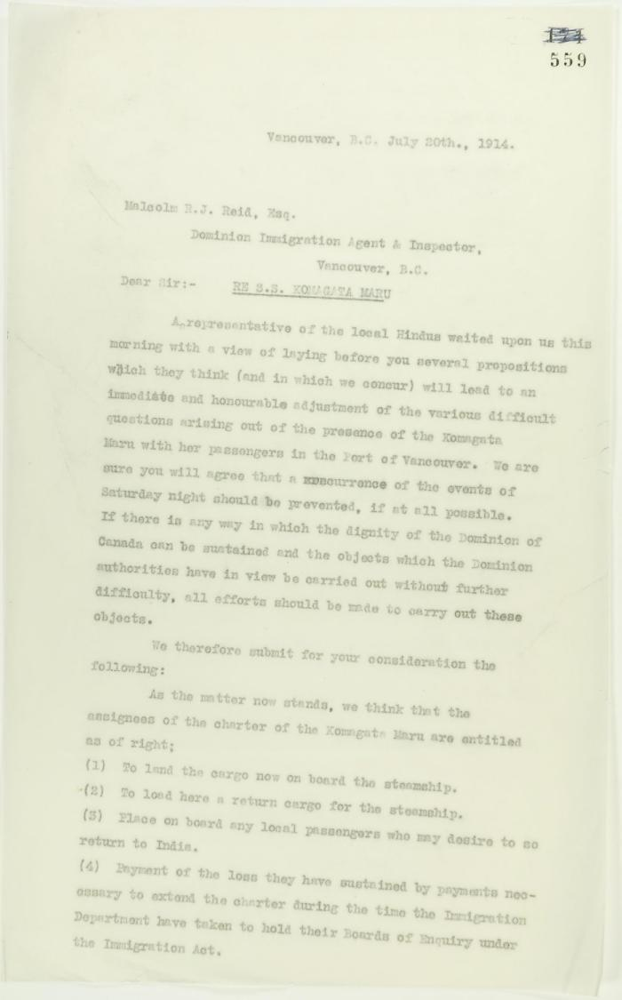 174
559
Vancouver, B.C. July 20th., 1914.
Malcolm R.J. Reid, Esq.
Dominion Immigration Agent & Inspector,
Vancouver, B.C.
Dear Sir:- RE S.S. KOMAGATA MARU
A representative of the local Hindus waited upon us this
morning with a view of laying before you several propositions
which they think (and in which we concur) will lead to an
immediate and honourable adjustment of the various difficult
questions arising out of the presence of the Komagata
Maru with her passengers in the Port of Vancouver. We are
sure you will agree that a recurrence of the events of
Saturday night should be prevented, if at all possible.
If there is any way in which the dignity of the Dominion of
Canada can be sustained and the objects which the Dominion
authorities have in view be carried out without further
difficulty, all efforts should be made to carry out these
objects.
We therefore submit for your consideration the
following:
As the matter now stands, we think that the
assignees of the charter of the Komagata Maru are entitled
as of right;
(1) To land the cargo now on board the steamship.
(2) To load here a return cargo for the steamship.
(3) Place on board any local passengers who may desire to so
return to India.
(4) Payment of the loss they have sustained by payments nec-
essary to extend the charter during the time the Immigration
Department have taken to hold their Boards of Enquiry under
the Immigration Act.